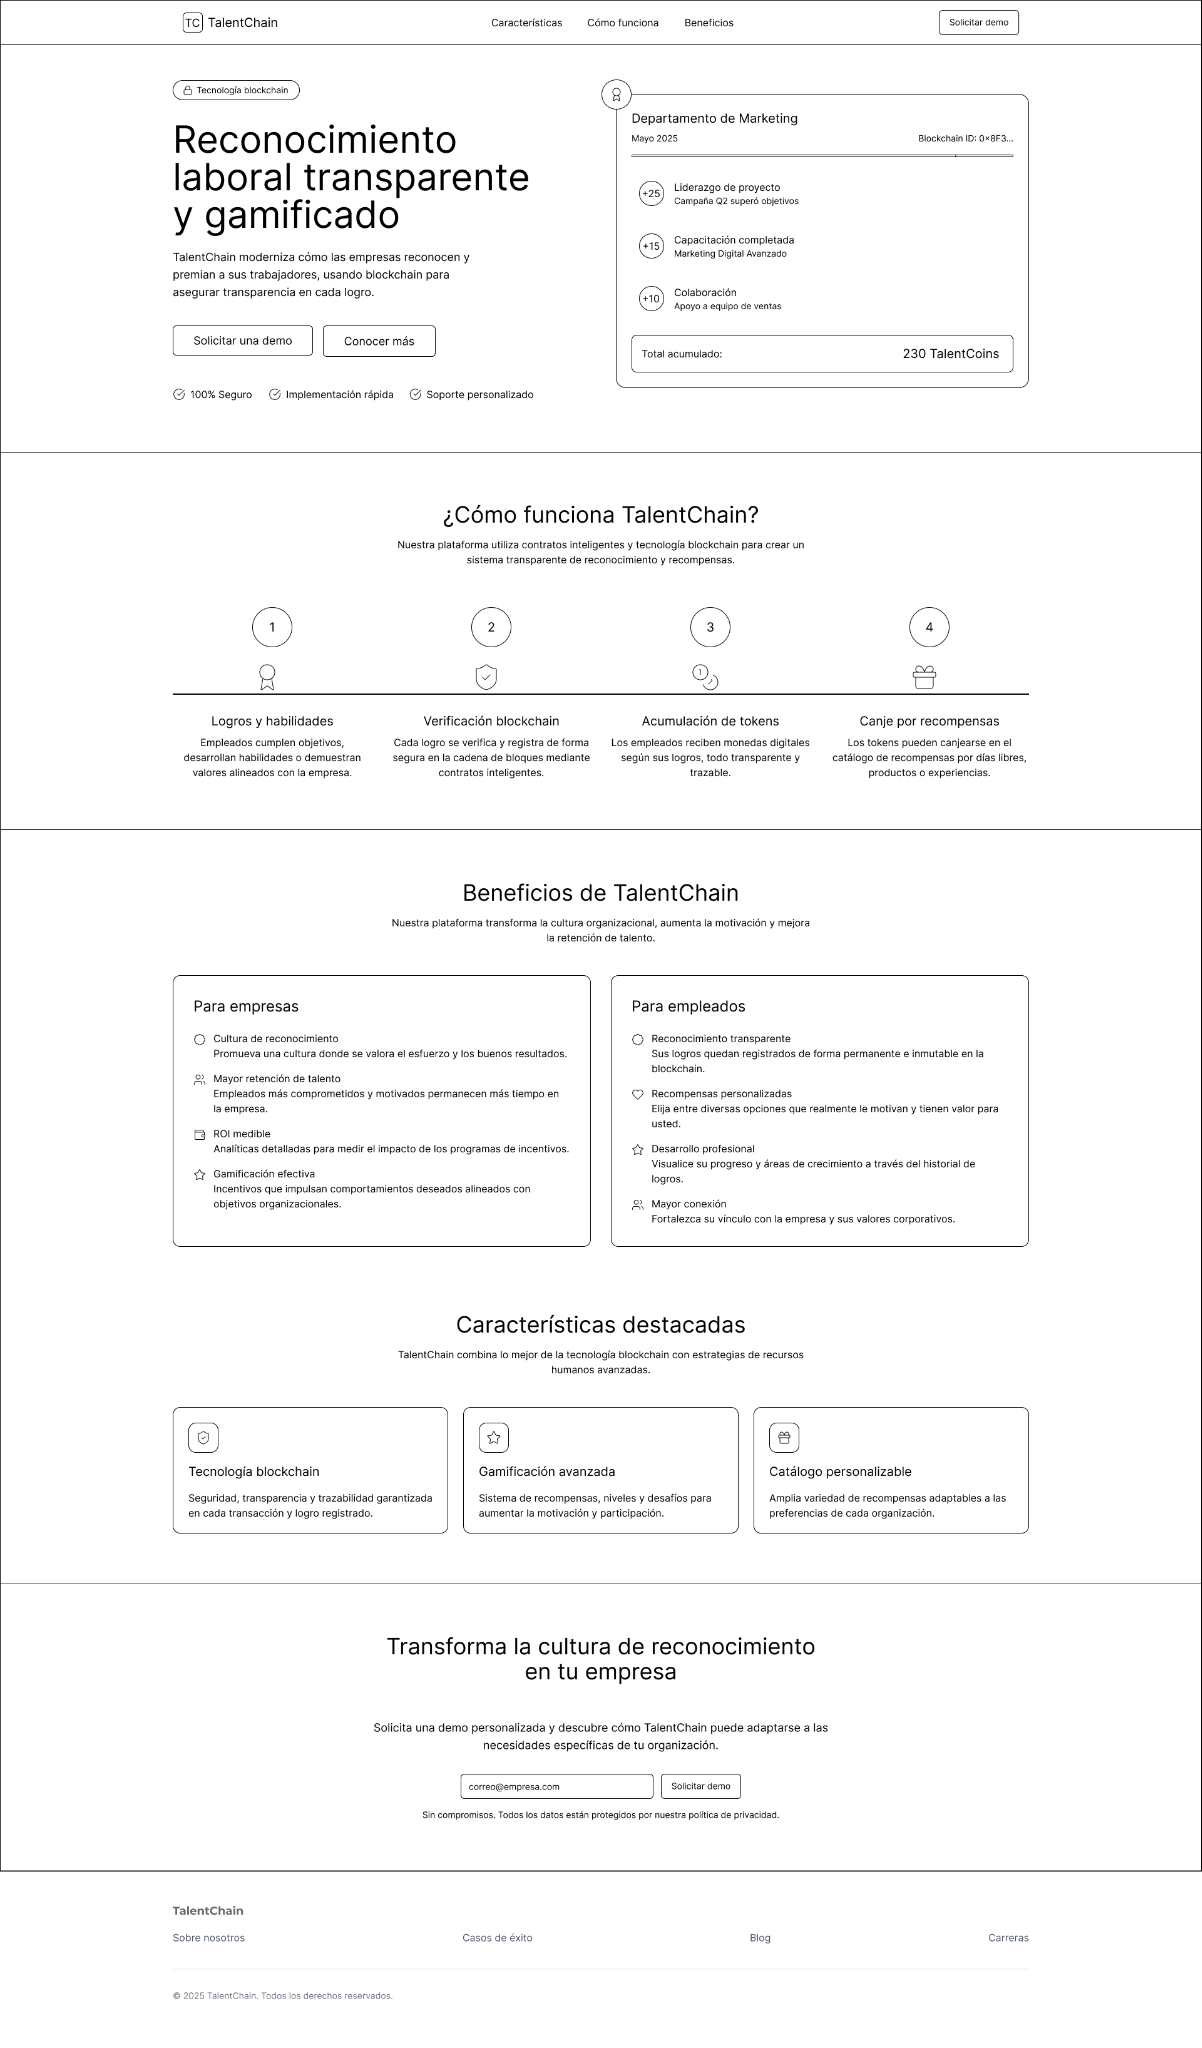 TC TalentChain
Características Cómo funciona Beneficios
Solicitar demo
Tecnología blockchain
Reconocimiento
laboral transparente
y gamificado
TalentChain moderniza cómo las empresas reconocen y
premian a sus trabajadores, usando blockchain para
asegurar transparencia en cada logro.
Solicitar una demo Conocer más
100% Seguro Implementación rápida Soporte personalizado
Departamento de Marketing
Mayo 2025 Blockchain ID: 0×8F3...
+25 Liderazgo de proyecto
Campaña Q2 superó objetivos
+15 Capacitación completada
Marketing Digital Avanzado
+10 Colaboración
Apoyo a equipo de ventas
Total acumulado: 230 TalentCoins
¿Cómo funciona TalentChain?
Nuestra plataforma utiliza contratos inteligentes y tecnología blockchain para crear un
sistema transparente de reconocimiento y recompensas.
1
Logros y habilidades
Empleados cumplen objetivos,
desarrollan habilidades o demuestran
valores alineados con la empresa.
2
Verificación blockchain
Cada logro se verifica y registra de forma
segura en la cadena de bloques mediante
contratos inteligentes.
3
Acumulación de tokens
Los empleados reciben monedas digitales
según sus logros, todo transparente y
trazable.
4
Canje por recompensas
Los tokens pueden canjearse en el
catálogo de recompensas por días libres,
productos o experiencias.
Beneficios de TalentChain
Nuestra plataforma transforma la cultura organizacional, aumenta la motivación y mejora
la retención de talento.
Para empresas
Cultura de reconocimiento
Promueva una cultura donde se valora el esfuerzo y los buenos resultados.
Mayor retención de talento
Empleados más comprometidos y motivados permanecen más tiempo en
la empresa.
ROI medible
Analíticas detalladas para medir el impacto de los programas de incentivos.
Gamificación efectiva
Incentivos que impulsan comportamientos deseados alineados con
objetivos organizacionales.
Para empleados
Reconocimiento transparente
Sus logros quedan registrados de forma permanente e inmutable en la
blockchain.
Recompensas personalizadas
Elija entre diversas opciones que realmente le motivan y tienen valor para
usted.
Desarrollo profesional
Visualice su progreso y áreas de crecimiento a través del historial de
logros.
Mayor conexión
Fortalezca su vínculo con la empresa y sus valores corporativos.
Características destacadas
TalentChain combina lo mejor de la tecnología blockchain con estrategias de recursos
humanos avanzadas.
Tecnología blockchain
Seguridad, transparencia y trazabilidad garantizada
en cada transacción y logro registrado.
Gamificación avanzada
Sistema de recompensas, niveles y desafíos para
aumentar la motivación y participación.
Catálogo personalizable
Amplia variedad de recompensas adaptables a las
preferencias de cada organización.
Transforma la cultura de reconocimiento
en tu empresa
Solicita una demo personalizada y descubre cómo TalentChain puede adaptarse a las
necesidades específicas de tu organización.
correo@empresa.com Solicitar demo
Sin compromisos. Todos los datos están protegidos por nuestra política de privacidad.
TalentChain
Sobre nosotros Casos de éxito Blog Carreras
© 2025 TalentChain. Todos los derechos reservados.